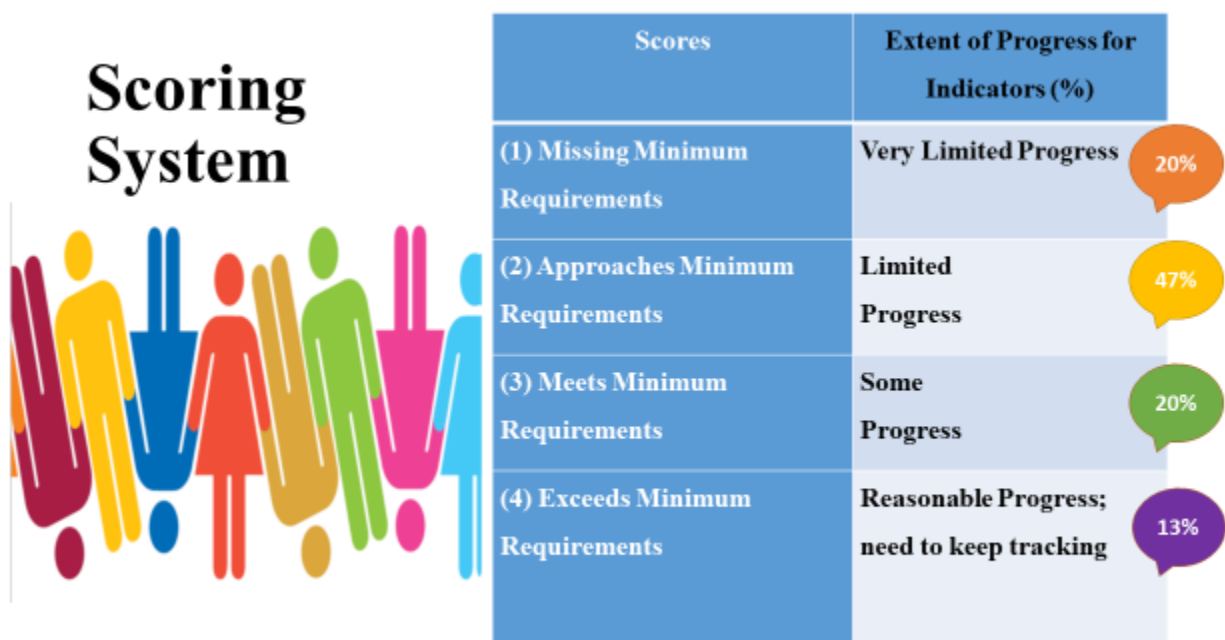 Scoring
System
Scores
Extent of Progress for
Indicators (%)
(1) Missing Minimum
Requirements
Very Limited Progress
20%
(2) Approaches Minimum
Requirements
Limited
Progress
47%
(3) Meets Minimum
Requirements
Some
Progress
20%
(4) Exceeds Minimum
Requirements
Reasonable Progress;
need to keep tracking
13%